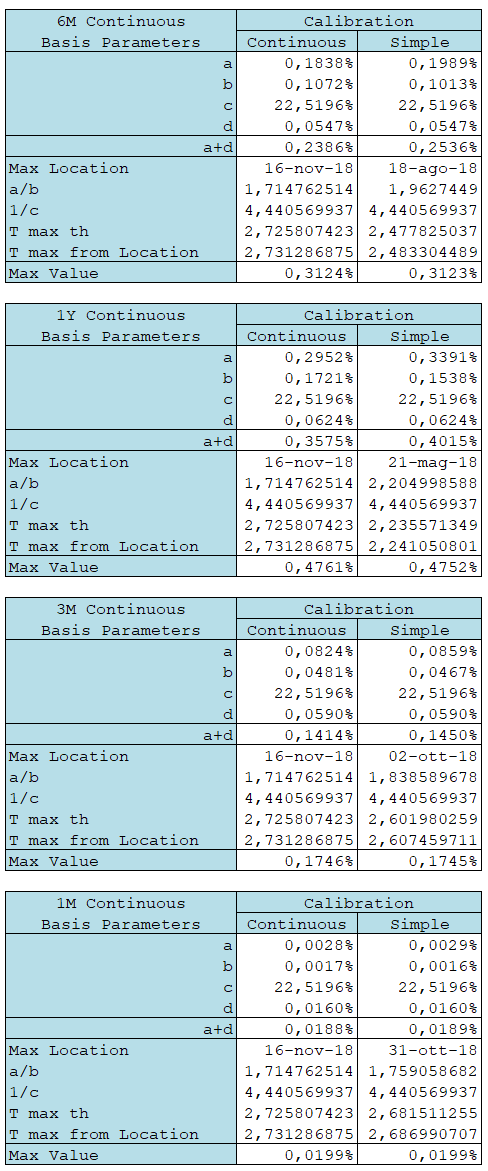 6M Continuous Calibration
Basis Parameters Continuous Simple
a 0,1838% 0,1989%
b 0,1072% 0,1013%
c 22,5196% 22,5196%
d 0,0547% 0,0547%
a+d 0,2386% 0,2536%
Max Location 16-nov-18 18-ago-18
a/b 1,714762514 1,9627449
1/c 4,440569937 4,440569937
T max th 2,725807423 2,477825037
T max from Location 2,731286875 2,483304489
Max Value 0,3124% 0,3123%
1Y Continuous Calibration
Basis Parameters Continuous Simple
a 0,2952% 0,3391%
b 0,1721% 0,1538%
c 22,5196% 22,5196%
d 0,0624% 0,0624%
a+d 0,3575% 0,4015%
Max Location 16-nov-18 21-mag-18
a/b 1,714762514 2,204998588
1/c 4,440569937 4,440569937
T max th 2,725807423 2,235571349
T max from Location 2,731286875 2,241050801
Max Value 0,4761% 0,4752%
3M Continuous Calibration
Basis Parameters Continuous Simple
a 0,0824% 0,0859%
b 0,0481% 0,0467%
c 22,5196% 22,5196%
d 0,0590% 0,0590%
a+d 0,1414% 0,1450%
Max Location 16-nov-18 02-ott-18
a/b 1,714762514 1,838589678
1/c 4,440569937 4,440569937
T max th 2,725807423 2,601980259
T max from Location 2,731286875 2,607459711
Max Value 0,1746% 0,1745%
1M Continuous Calibration
Basis Parameters Continuous Simple
a 0,0028% 0,0029%
b 0,0017% 0,0016%
c 22,5196% 22,5196%
d 0,0160% 0,0160%
a+d 0,0188% 0,0189%
Max Location 16-nov-18 31-ott-18
a/b 1,714762514 1,759058682
1/c 4,440569937 4,440569937
T max th 2,725807423 2,681511255
T max from Location 2,731286875 2,686990707
Max Value 0,0199% 0,0199%